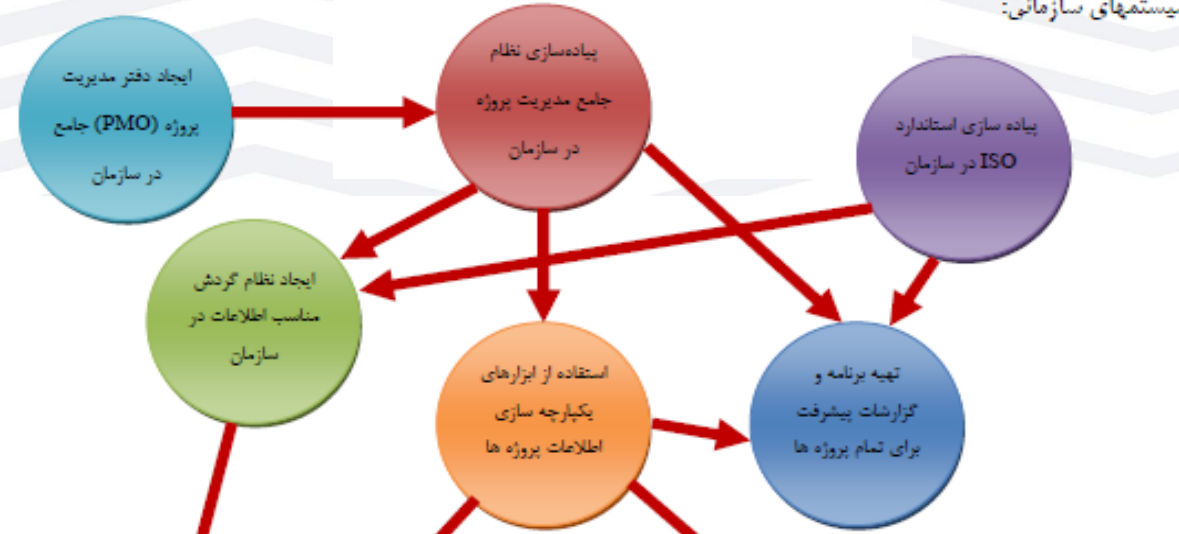 یستمهای سازمانی:
ایجاد دفتر مدیریت
پروژه (PMO) جامع
در سازمان
پیاده‌سازی نظام
جامع مدیریت پروژه
در سازمان
پیاده سازی استاندارد
ISO در سازمان
ایجاد نظام گردش
مناسب اطلاعات در
سازمان
استفاده از ابزارهای
یکپارچه سازی
اطلاعات پروژه ها
تهیه برنامه و
گزارشات پیشرفت
برای تمام پروژه ها